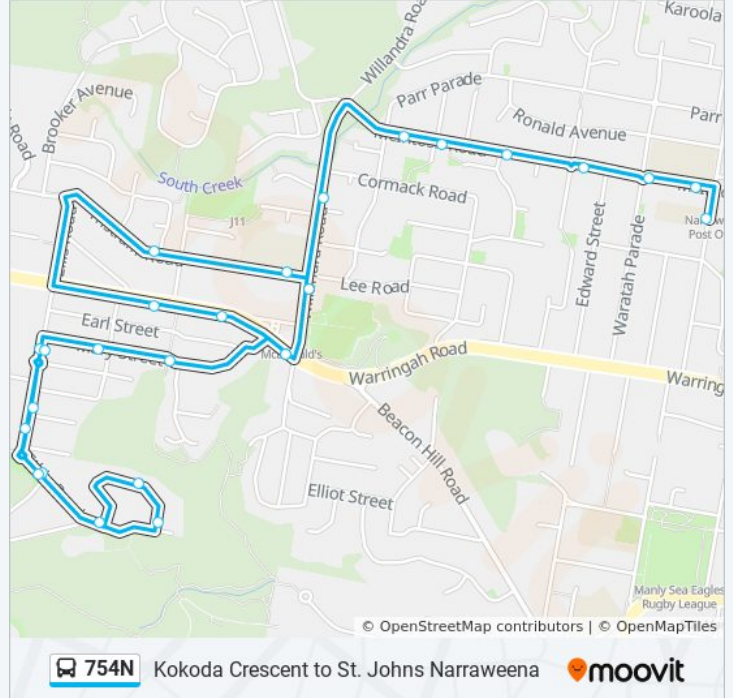 Karoola
Willandra Roa
Parr Parade
Brooker Avenue
Parr
Ronald Avenue
Road
South Creek
Cormack Road
J11
Post O
Edward Street
Waratah Parade
Lee Road
Earl Street
Warringah Road
Warring
Beacon Hill Road
Elliot Street
Manly Sea Eagles
Rugby League
© OpenStreetMap contributors | © OpenMapTiles
754N Kokoda Crescent to St. Johns Narraweena
moovit